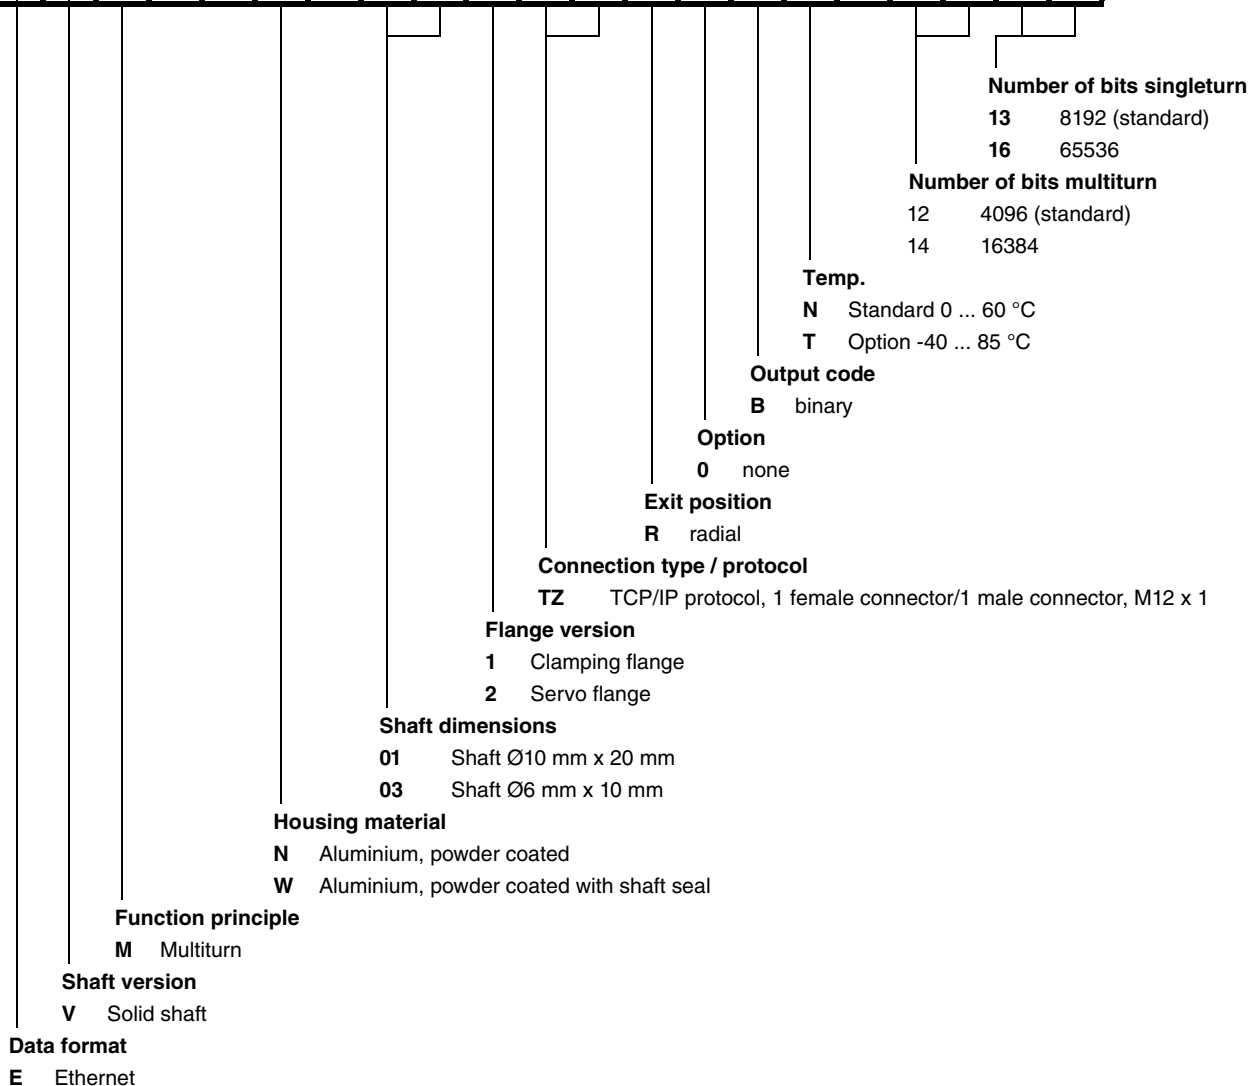 Number of bits singleturn
13 8192 (standard)
16 65536
Number of bits multiturn
12 4096 (standard)
14 16384
Temp.
N Standard 0 ... 60 °C
T Option -40 ... 85 °C
Output code
B binary
Option
0 none
Exit position
R radial
Connection type / protocol
TZ TCP/IP protocol, 1 female connector/1 male connector, M12 x 1
Flange version
1 Clamping flange
2 Servo flange
Shaft dimensions
01 Shaft Ø10 mm x 20 mm
03 Shaft Ø6 mm x 10 mm
Housing material
N Aluminium, powder coated
W Aluminium, powder coated with shaft seal
Function principle
M Multiturn
Shaft version
V Solid shaft
Data format
E Ethernet